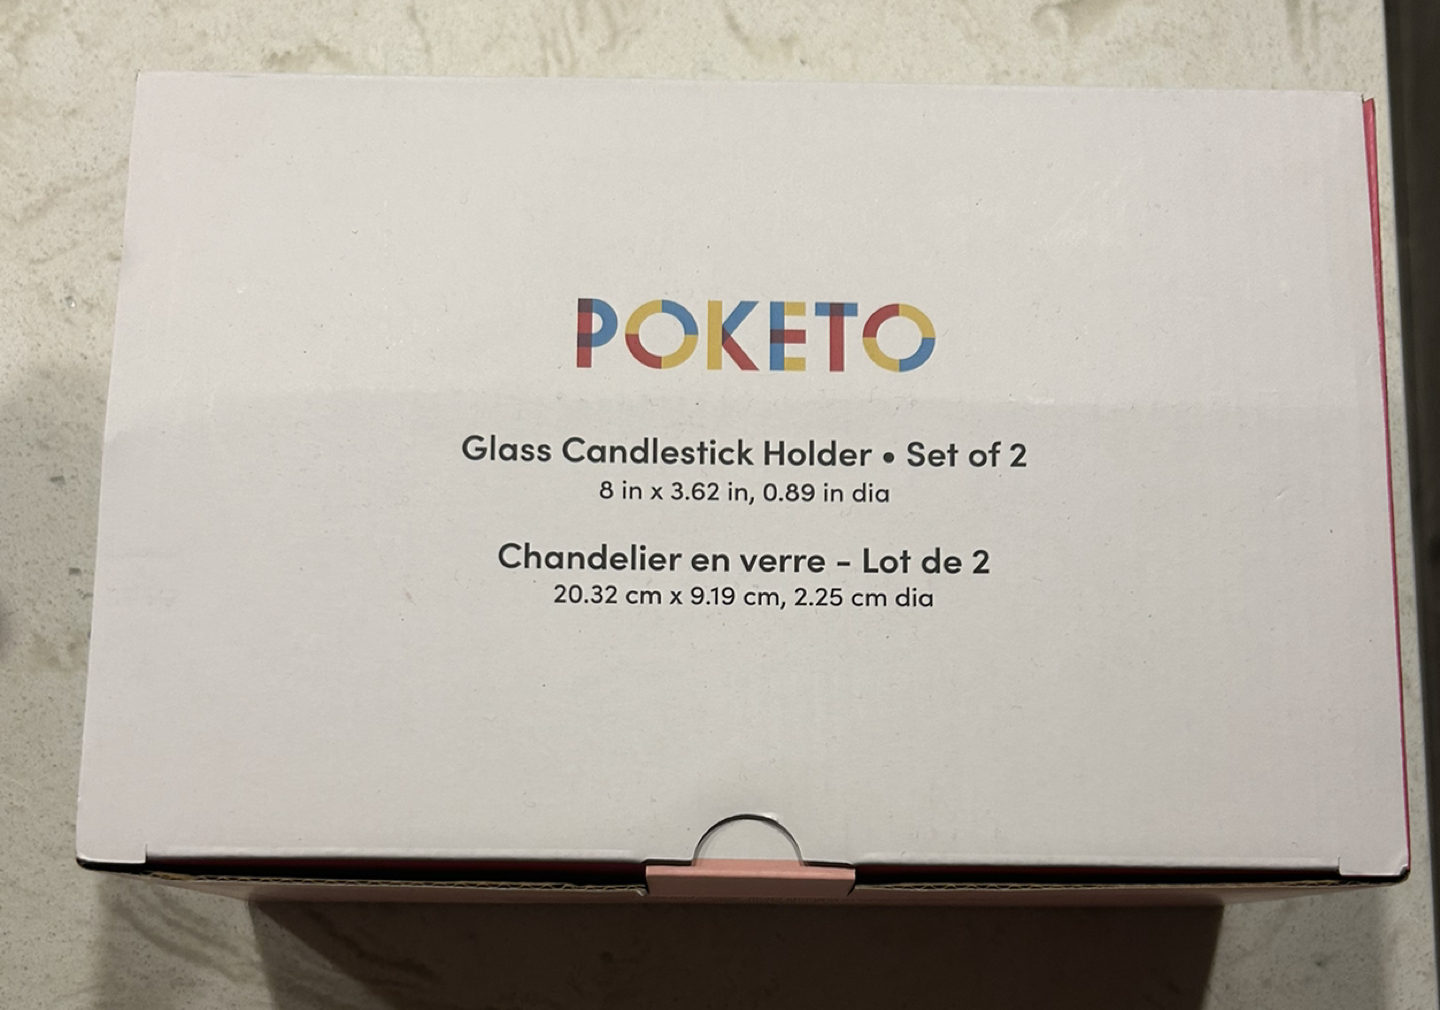 POKETO
Glass Candlestick Holder • Set of 2
8 in x 3.62 in, 0.89 in dia
Chandelier en verre - Lot de 2
20.32 cm x 9.19 cm, 2.25 cm dia